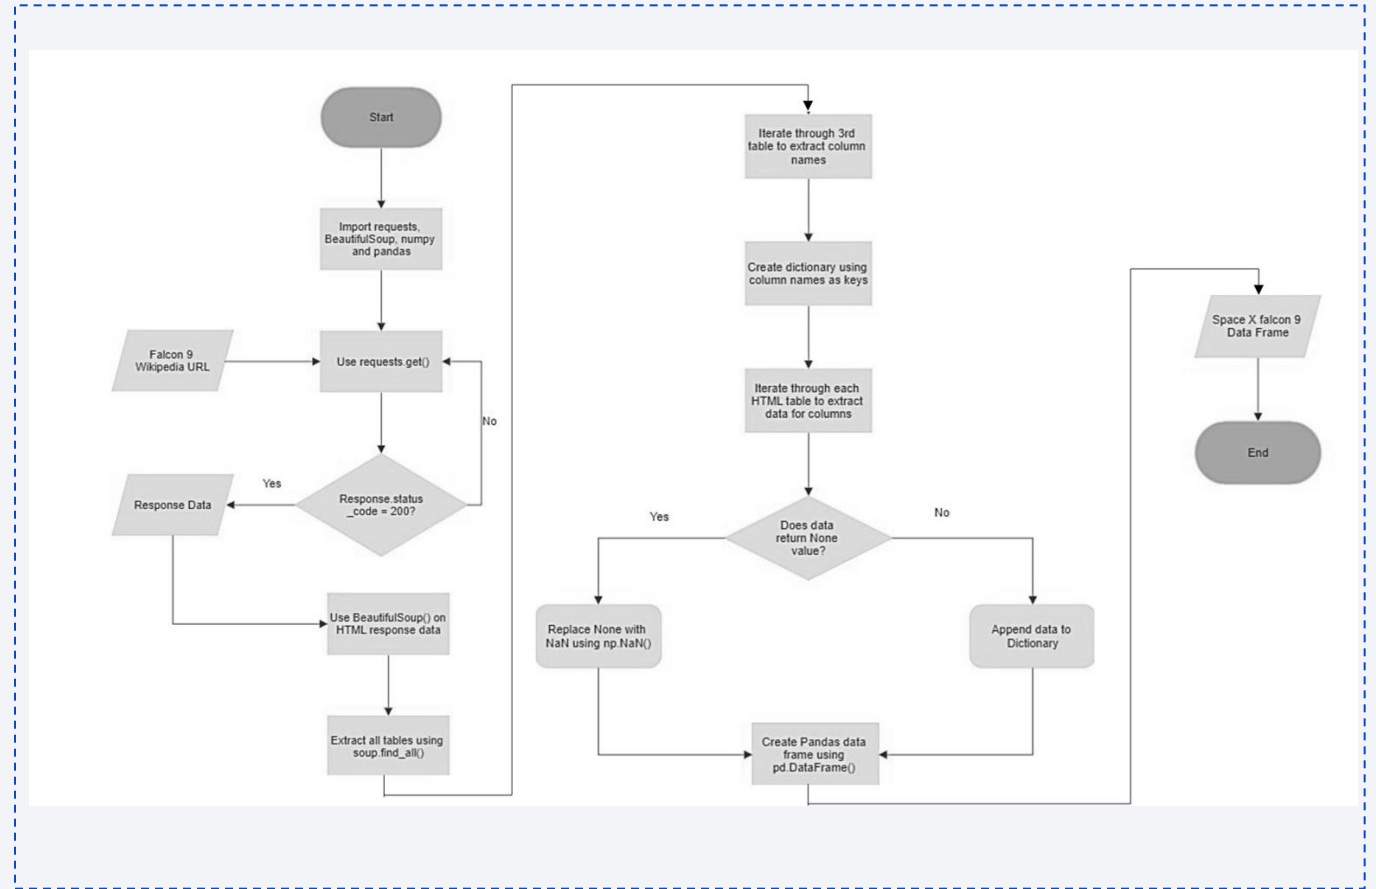 Start
Import requests,
BeautifulSoup, numpy
and pandas
Falcon 9
Wikipedia URL
Use requests.get()
No
Response.status
_code = 200?
Yes
Response Data
Use BeautifulSoup() on
HTML response data
Extract all tables using
soup.find_all()
Iterate through 3rd
table to extract column
names
Create dictionary using
column names as keys
Iterate through each
HTML table to extract
data for columns
Does data
return None
value?
Yes
No
Replace None with
NaN using np.NaN()
Append data to
Dictionary
Create Pandas data
frame using
pd.DataFrame()
Space X falcon 9
Data Frame
End